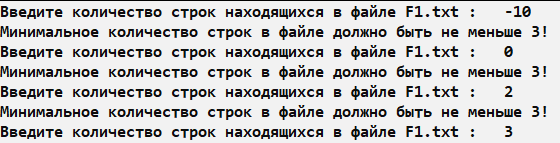 Введите количество строк находящихся в файле F1.txt :   -10
Минимальное количество строк в файле должно быть не меньше 3!
Введите количество строк находящихся в файле F1.txt :   0
Минимальное количество строк в файле должно быть не меньше 3!
Введите количество строк находящихся в файле F1.txt :   2
Минимальное количество строк в файле должно быть не меньше 3!
Введите количество строк находящихся в файле F1.txt :   3